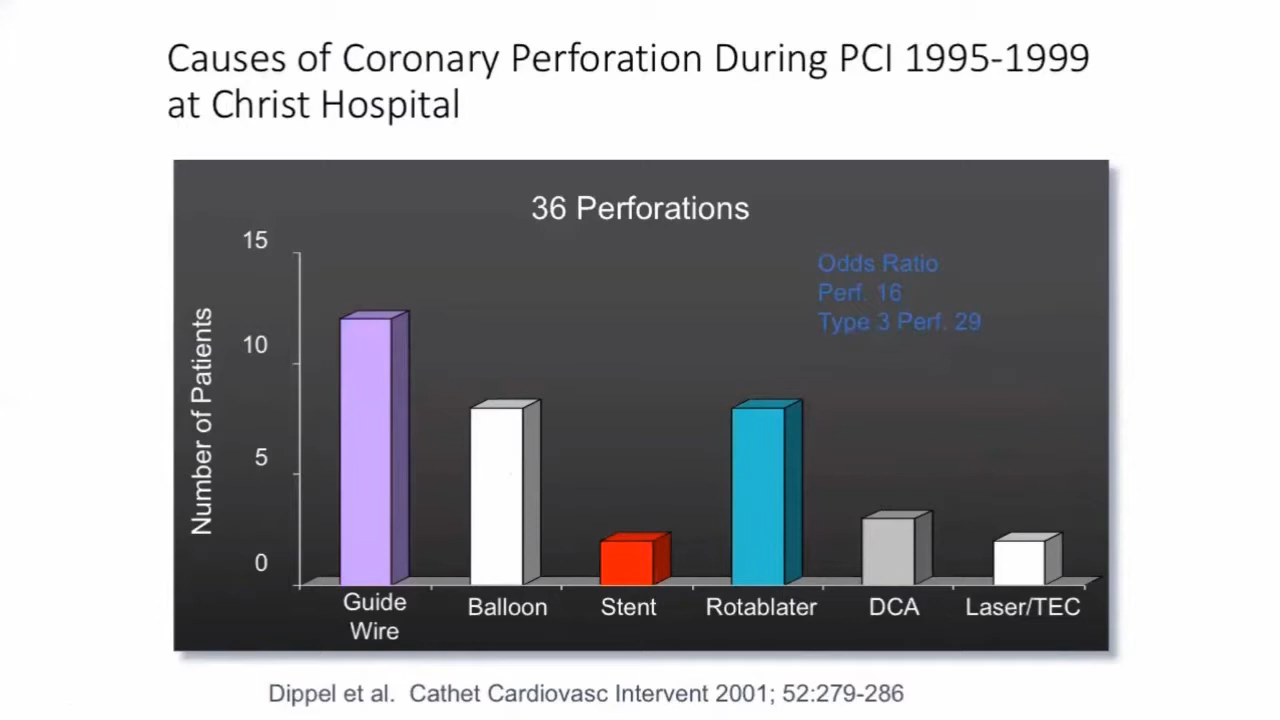 Causes of Coronary Perforation During PCI 1995-1999
at Christ Hospital
36 Perforations
Odds Ratio
Perf. 16
Type 3 Perf. 29
Number of Patients
15
10
5
0
Guide
Wire
Balloon
Stent
Rotablater
DCA
Laser/TEC
Dippel et al. Cathet Cardiovasc Intervent 2001; 52:279-286